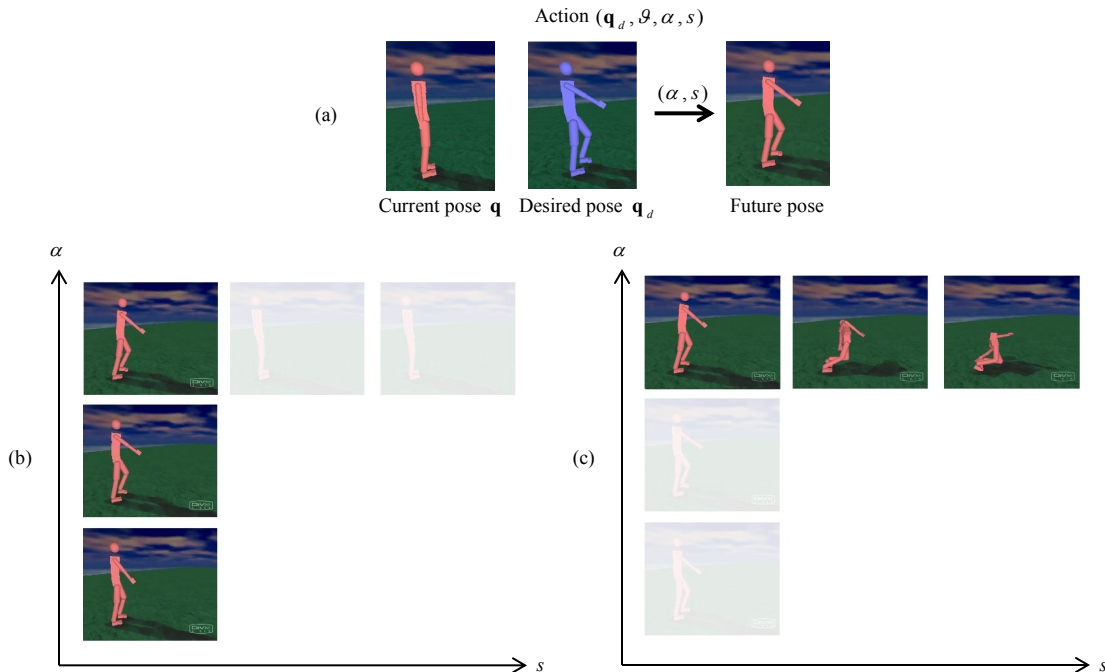 Action (q_d, ϑ, α, s)
(a)
(α, s)
Current pose q
Desired pose q_d
Future pose
α
(b)
s
α
(c)
s